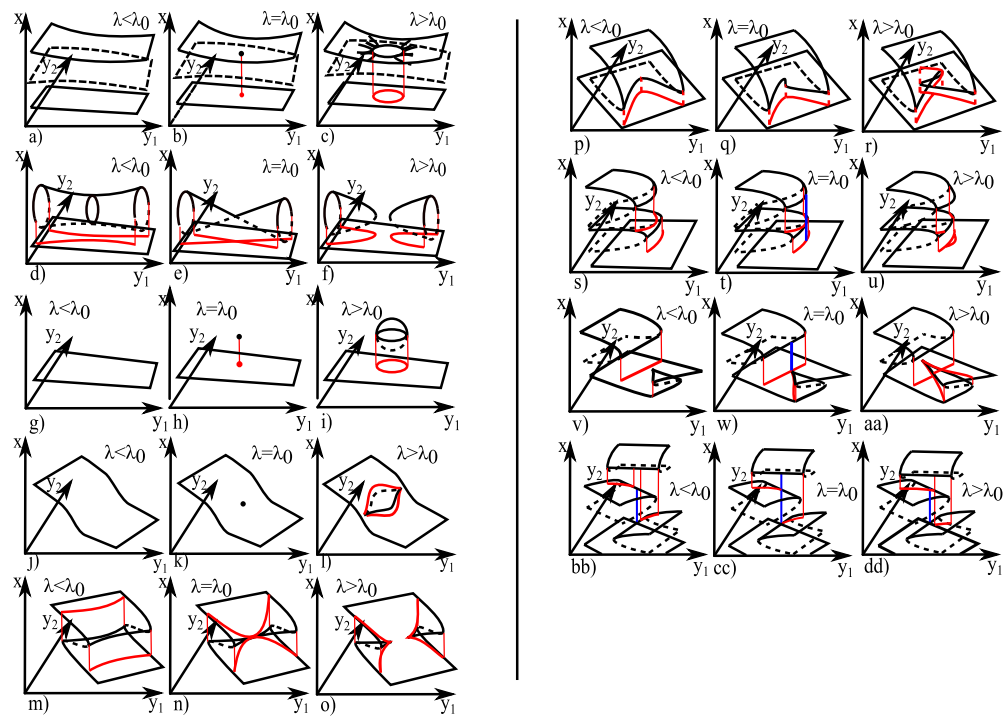 x λ<λ0 y2 a) y1
x λ=λ0 y2 b) y1
x λ>λ0 y2 c) y1
x λ<λ0 y2 d) y1
x λ=λ0 y2 e) y1
x λ>λ0 y2 f) y1
x λ<λ0 y2 g) y1
x λ=λ0 y2 h) y1
x λ>λ0 y2 i) y1
x λ<λ0 y2 j) y1
x λ=λ0 y2 k) y1
x λ>λ0 y2 l) y1
x λ<λ0 y2 m) y1
x λ=λ0 y2 n) y1
x λ>λ0 y2 o) y1
x λ<λ0 y2 p) y1
x λ=λ0 y2 q) y1
x λ>λ0 y2 r) y1
x λ<λ0 y2 s) y1
x λ=λ0 y2 t) y1
x λ>λ0 y2 u) y1
x λ<λ0 y2 v) y1
x λ=λ0 y2 w) y1
x λ>λ0 y2 aa) y1
x y2 λ<λ0 bb) y1
x y2 λ=λ0 cc) y1
x y2 λ>λ0 dd) y1